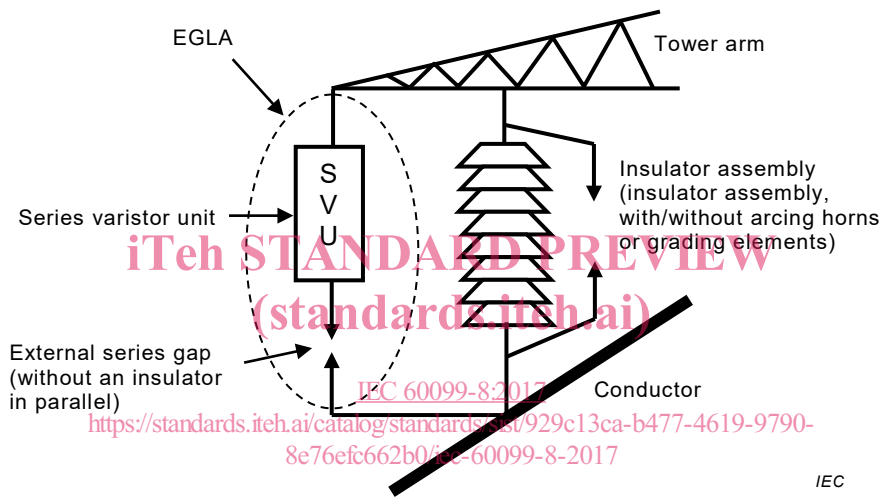 EGLA
Tower arm
S
V
U
Insulator assembly
(insulator assembly,
with/without arcing horns
or grading elements)
Series varistor unit
iTeh STANDARD PREVIEW
(standards.iteh.ai)
External series gap
(without an insulator
in parallel)
IEC 60099-8:2017
Conductor
https://standards.iteh.ai/catalog/standards/sist/929c13ca-b477-4619-9790-
8e76efc662b0/iec-60099-8-2017
IEC